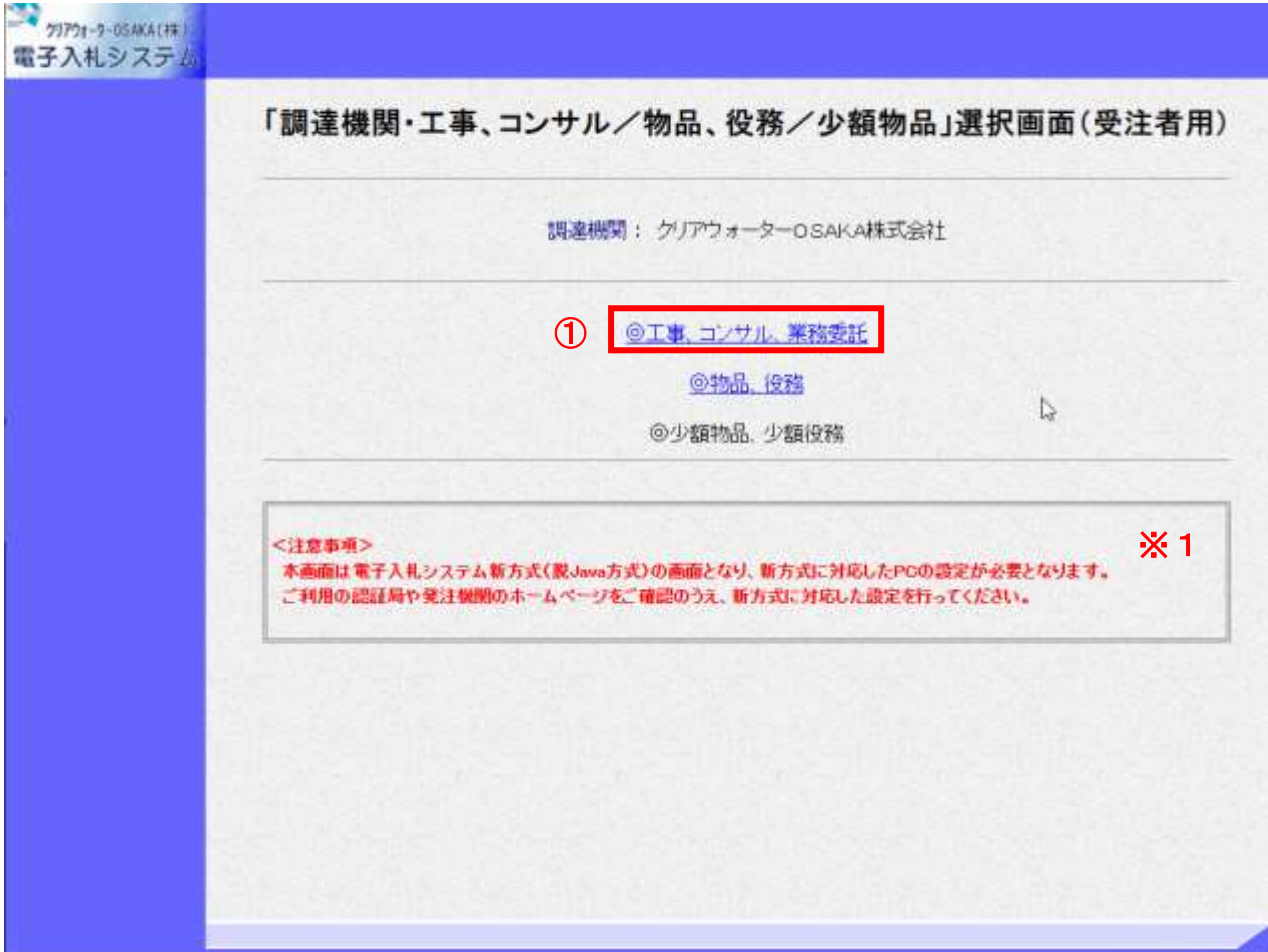 クリアウォーターOSAKA(株)
電子入札システム
「調達機関・工事、コンサル／物品、役務／少額物品」選択画面(受注者用)
調達機関： クリアウォーターOSAKA株式会社
① ◎工事、コンサル、業務委託
◎物品、役務
◎少額物品、少額役務
※１
＜注意事項＞
本画面は電子入札システム新方式(脱Java方式)の画面となり、新方式に対応したPCの設定が必要となります。
ご利用の認証局や発注機関のホームページをご確認のうえ、新方式に対応した設定を行ってください。